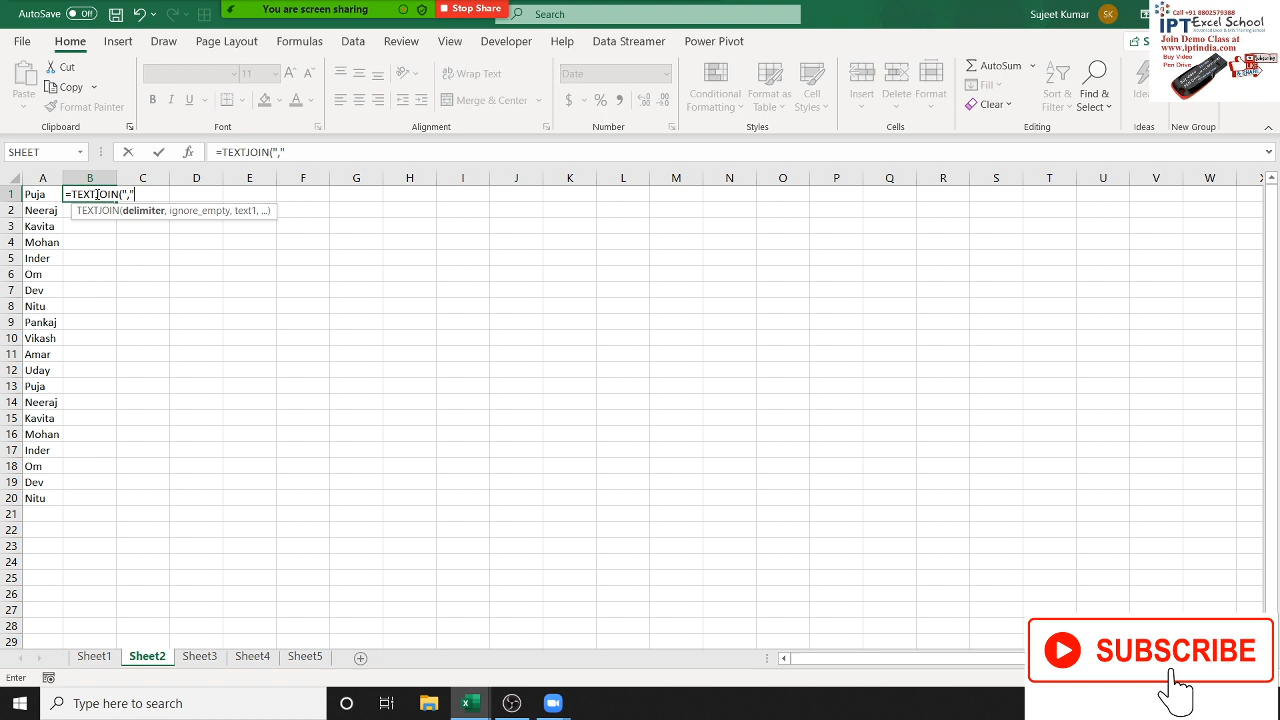 AutoSave Off
You are screen sharing
Stop Share
Search
Sujeet Kumar
SK
Call +91 8802579388
iPT Excel School
Advanced Excel & MIS Training School
Join Demo Class at
www.iptindia.com
Buy Video
Pen Drive
File Home Insert Draw Page Layout Formulas Data Review View Developer Help Data Streamer Power Pivot
Paste
Cut
Copy
11
Wrap Text
Merge & Center
Date
Conditional Formatting
Format as Table
Cell Styles
Insert Delete Format
AutoSum
Fill
Clear
Sort & Filter
Find & Select
Clipboard Font Alignment Number Styles Cells Editing Ideas New Group
SHEET fx =TEXTJOIN(","
A B C D E F G H I J K L M N O P Q R S T U V W X
1 Puja =TEXTJOIN(","
TEXTJOIN(delimiter, ignore_empty, text1, ...)
2 Neeraj
3 Kavita
4 Mohan
5 Inder
6 Om
7 Dev
8 Nitu
9 Pankaj
10 Vikash
11 Amar
12 Uday
13 Puja
14 Neeraj
15 Kavita
16 Mohan
17 Inder
18 Om
19 Dev
20 Nitu
21
22
23
24
25
26
27
28
29
SUBSCRIBE
Sheet1 Sheet2 Sheet3 Sheet4 Sheet5
Enter
Type here to search